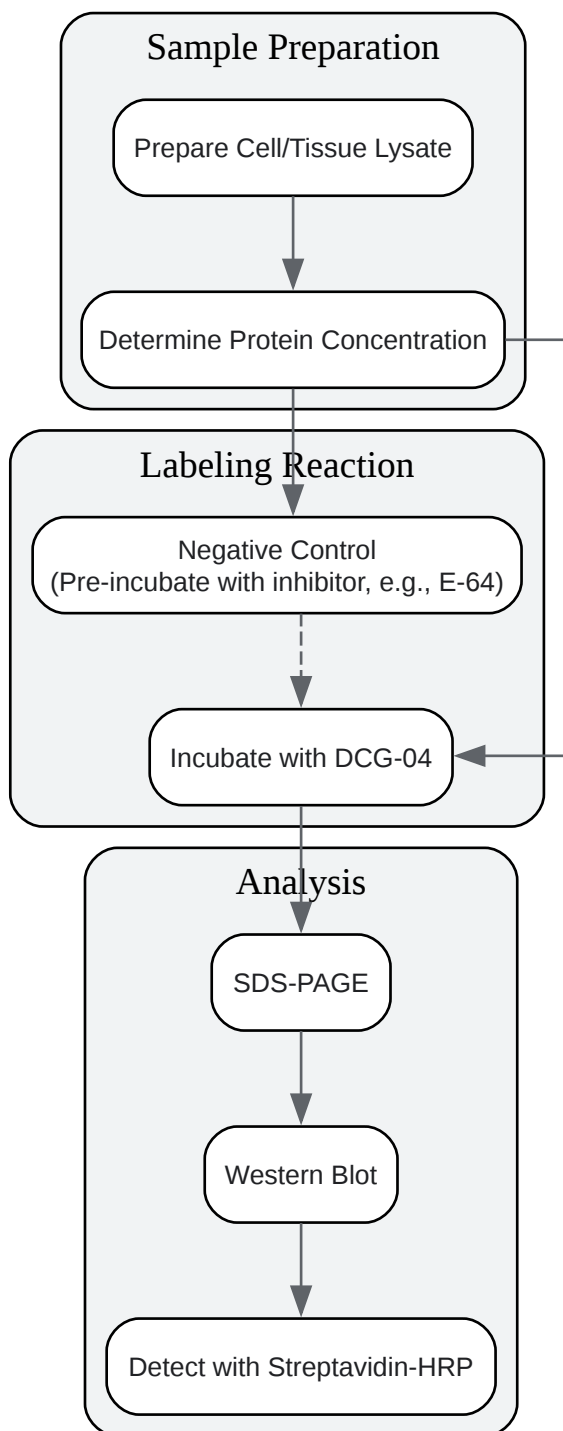 Sample Preparation
Prepare Cell/Tissue Lysate
Determine Protein Concentration
Labeling Reaction
Negative Control
(Pre-incubate with inhibitor, e.g., E-64)
Incubate with DCG-04
Analysis
SDS-PAGE
Western Blot
Detect with Streptavidin-HRP